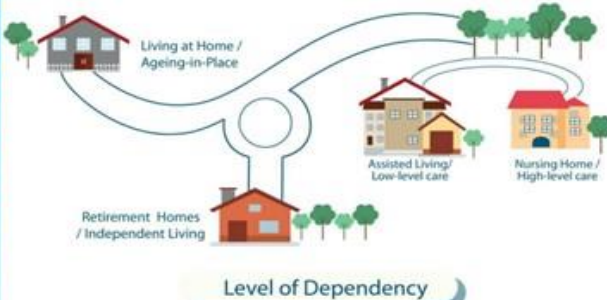 Living at Home /
Ageing-in-Place
Assisted Living/
Low-level care
Nursing Home /
High-level care
Retirement Homes
/ Independent Living
Level of Dependency